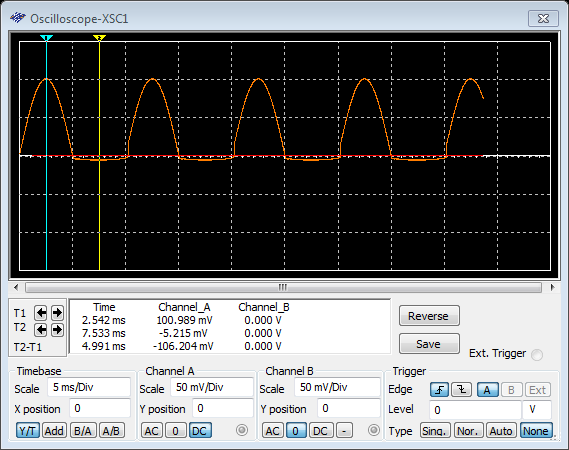 Oscilloscope-XSC1
1 2
T1
T2
T2-T1
Time Channel_A Channel_B
2.542 ms 100.989 mV 0.000 V
7.533 ms -5.215 mV 0.000 V
4.991 ms -106.204 mV 0.000 V
Reverse
Save
Ext. Trigger
Timebase
Scale 5 ms/Div
X position 0
Y/T Add B/A A/B
Channel A
Scale 50 mV/Div
Y position 0
AC 0 DC
Channel B
Scale 50 mV/Div
Y position 0
AC 0 DC -
Trigger
Edge A B Ext
Level 0 V
Type Sing. Nor. Auto None